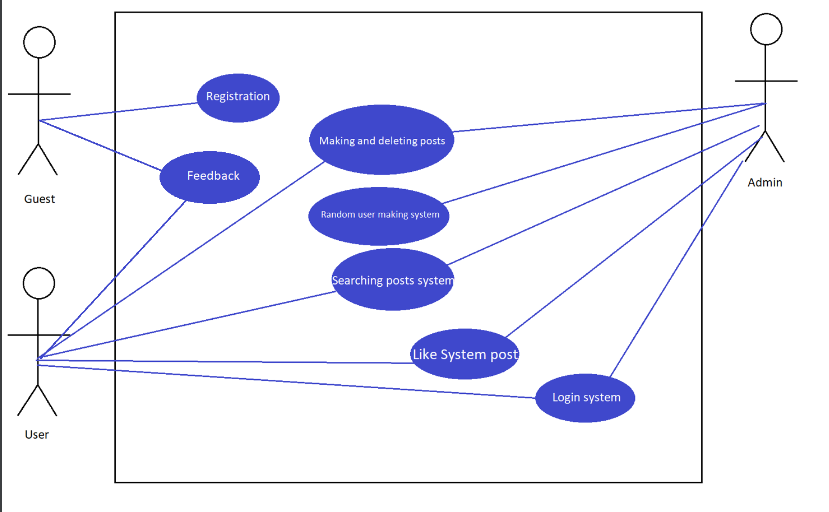 Registration
Making and deleting posts
Feedback
Guest
Admin
Random user making system
Searching posts system
Like System post
Login system
User